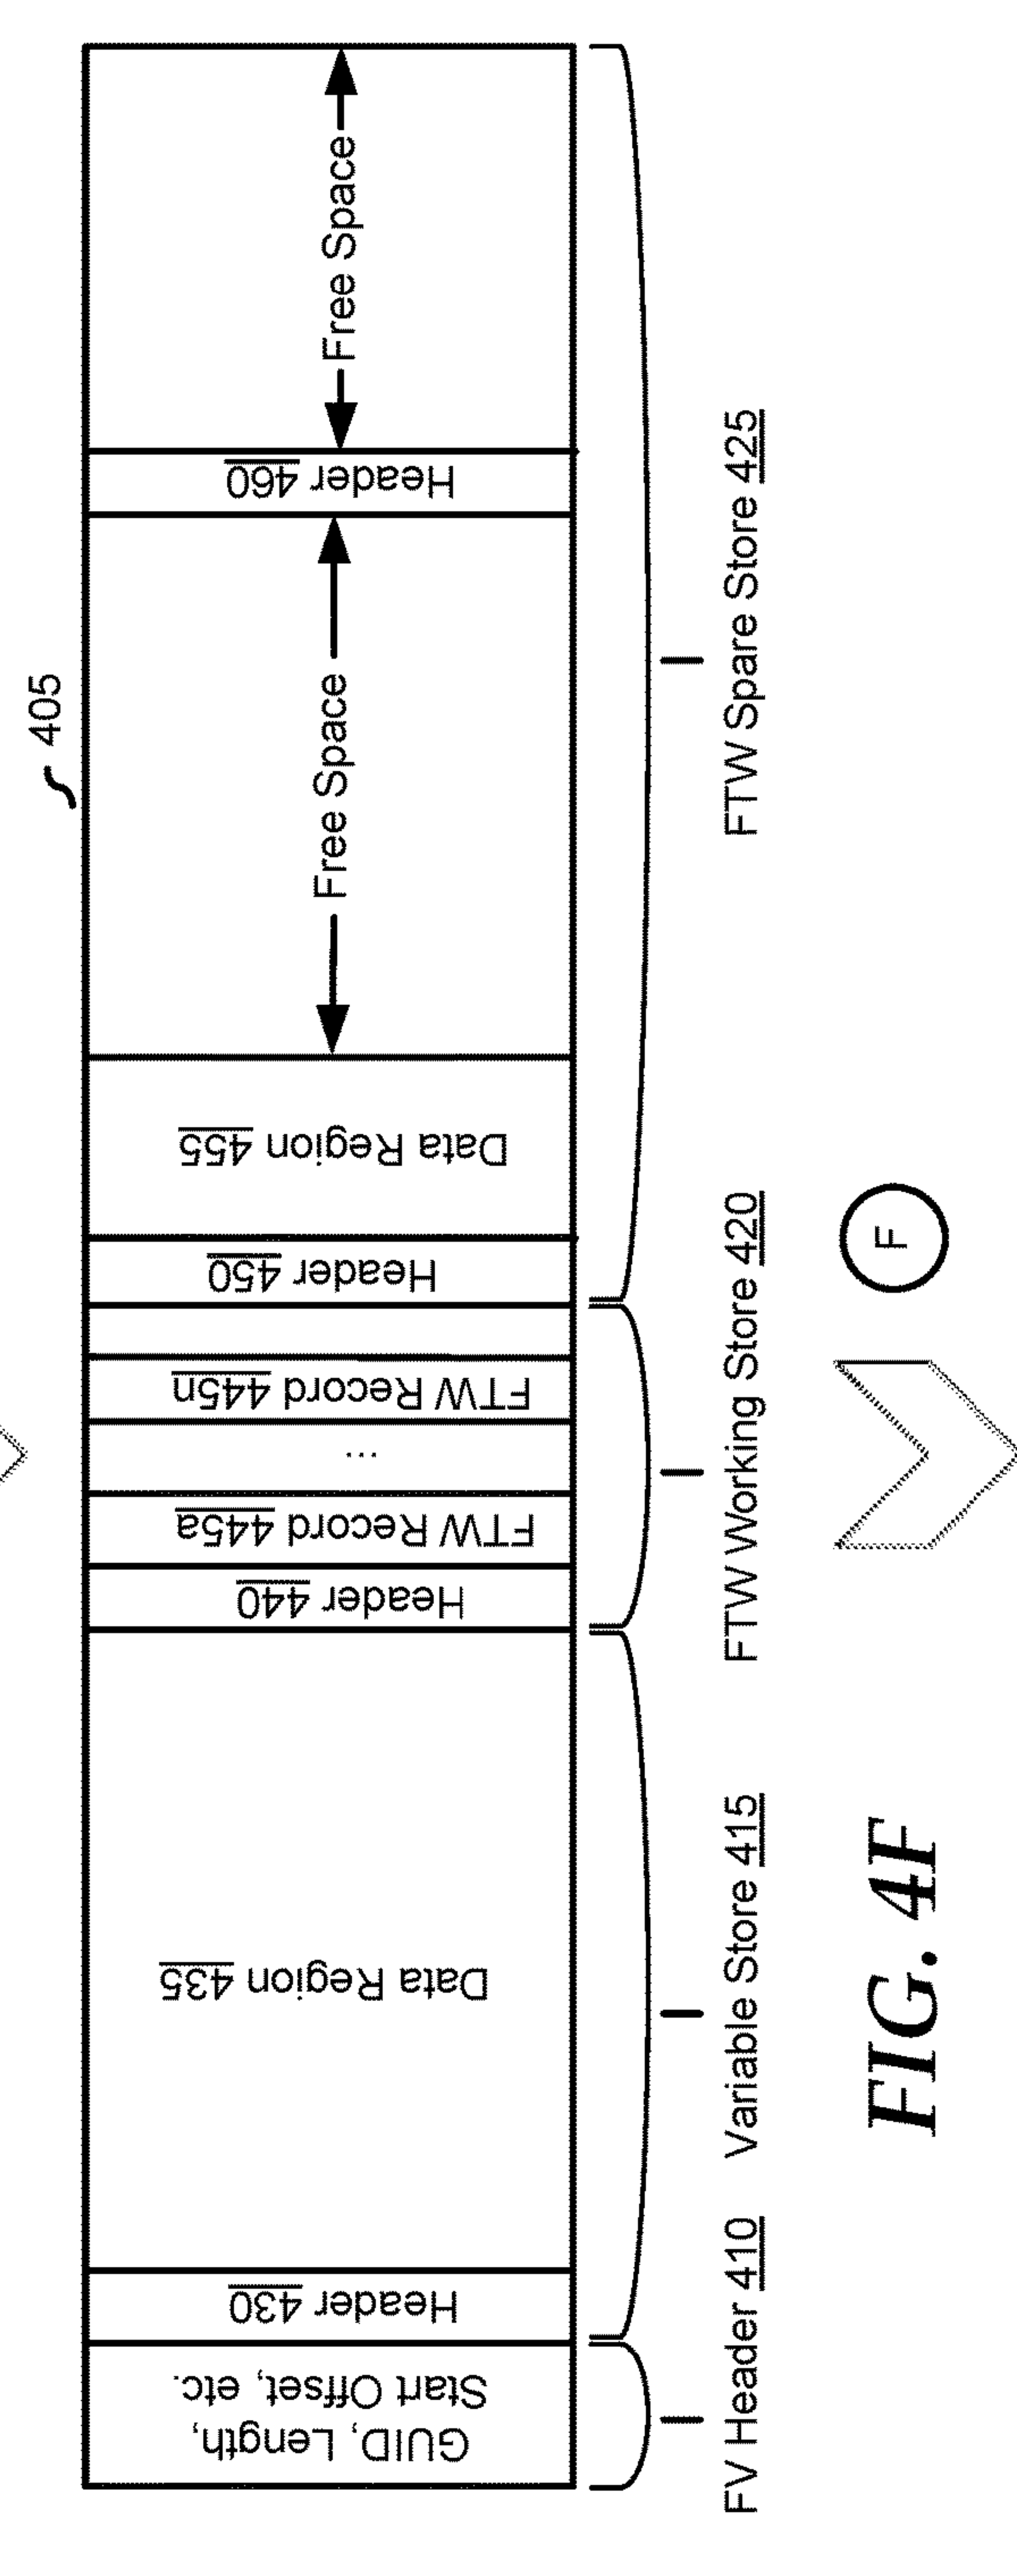 405
GUID, Length,
Start Offset, etc.
Header 430
Data Region 435
Header 440
FTW Record 445a
...
FTW Record 445n
Header 450
Data Region 455
Free Space
Header 460
Free Space
FV Header 410
Variable Store 415
FTW Working Store 420
FTW Spare Store 425
FIG. 4F
F